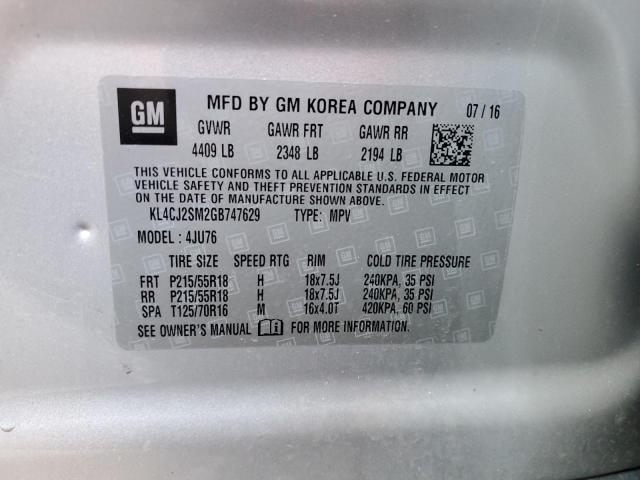 GM MFD BY GM KOREA COMPANY 07 / 16
GVWR GAWR FRT GAWR RR
4409 LB 2348 LB 2194 LB
THIS VEHICLE CONFORMS TO ALL APPLICABLE U.S. FEDERAL MOTOR
VEHICLE SAFETY AND THEFT PREVENTION STANDARDS IN EFFECT
ON THE DATE OF MANUFACTURE SHOWN ABOVE.
KL4CJ2SM2GB747629 TYPE: MPV
MODEL : 4JU76
TIRE SIZE SPEED RTG RIM COLD TIRE PRESSURE
FRT P215/55R18 H 18x7.5J 240KPA, 35 PSI
RR P215/55R18 H 18x7.5J 240KPA, 35 PSI
SPA T125/70R16 M 16x4.0T 420KPA, 60 PSI
SEE OWNER'S MANUAL FOR MORE INFORMATION.